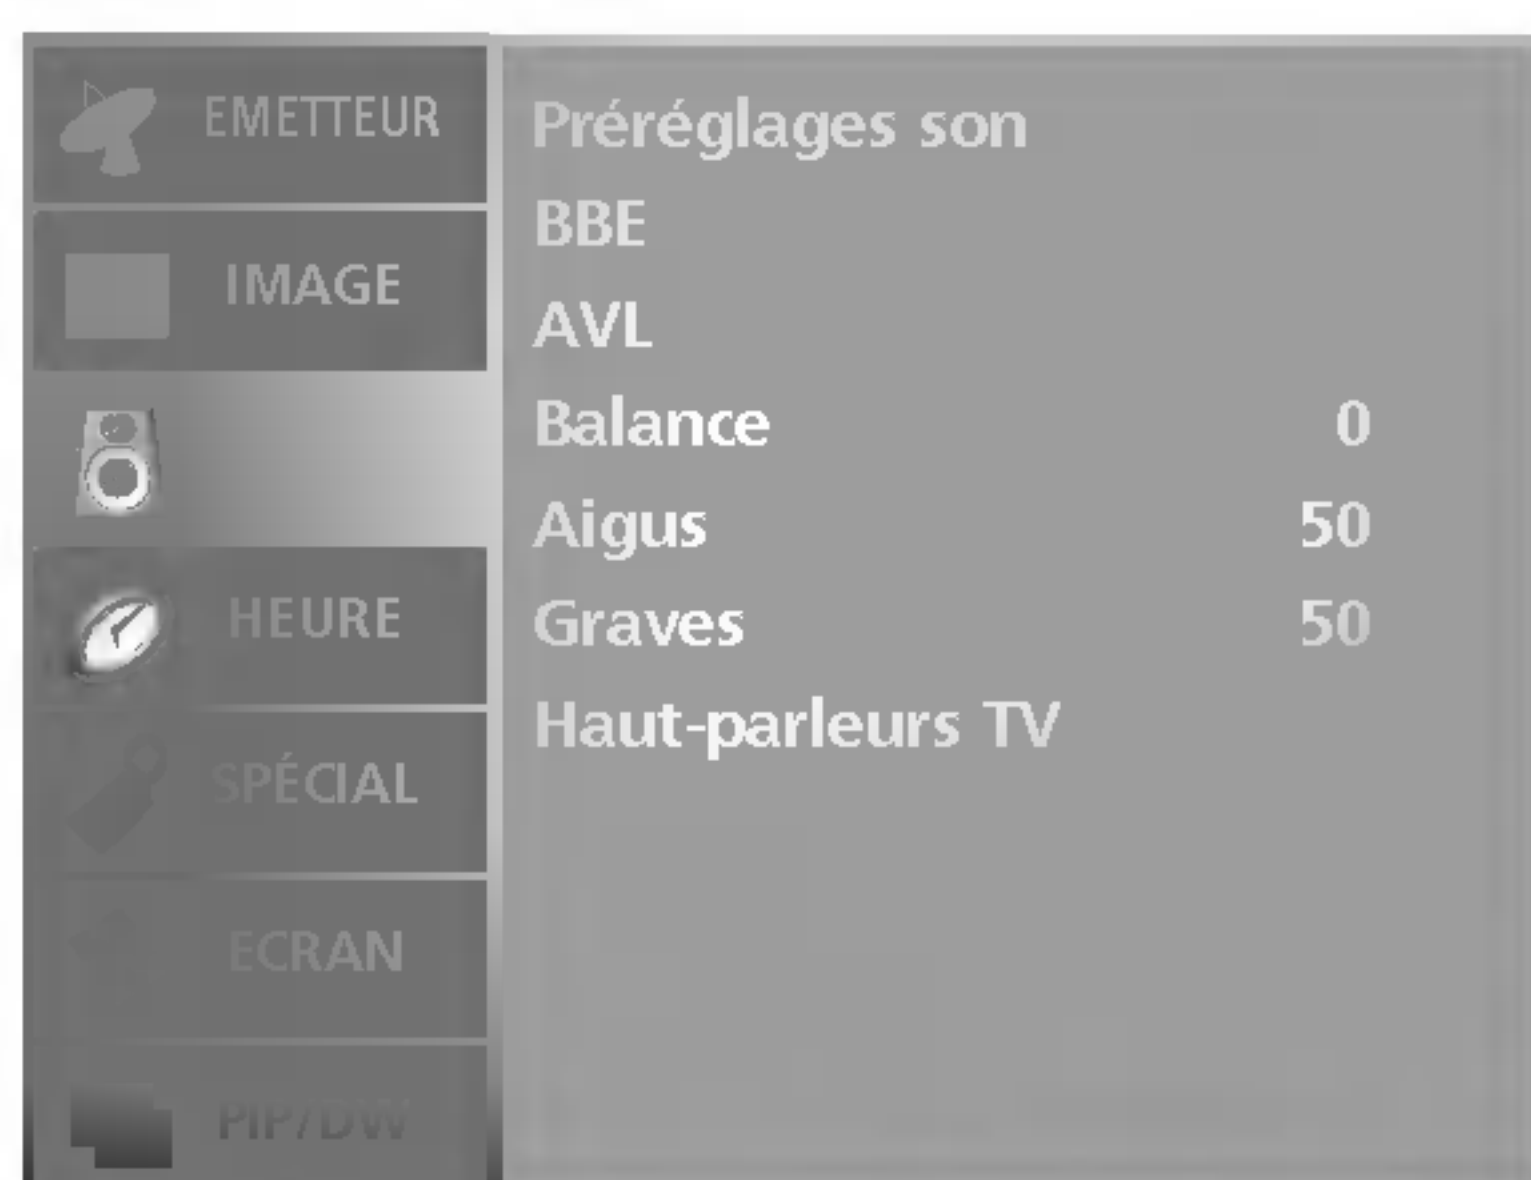 EMETTEUR
IMAGE
HEURE
SPÉCIAL
ECRAN
PIP/DW
Préréglages son
BBE
AVL
Balance 0
Aigus 50
Graves 50
Haut-parleurs TV